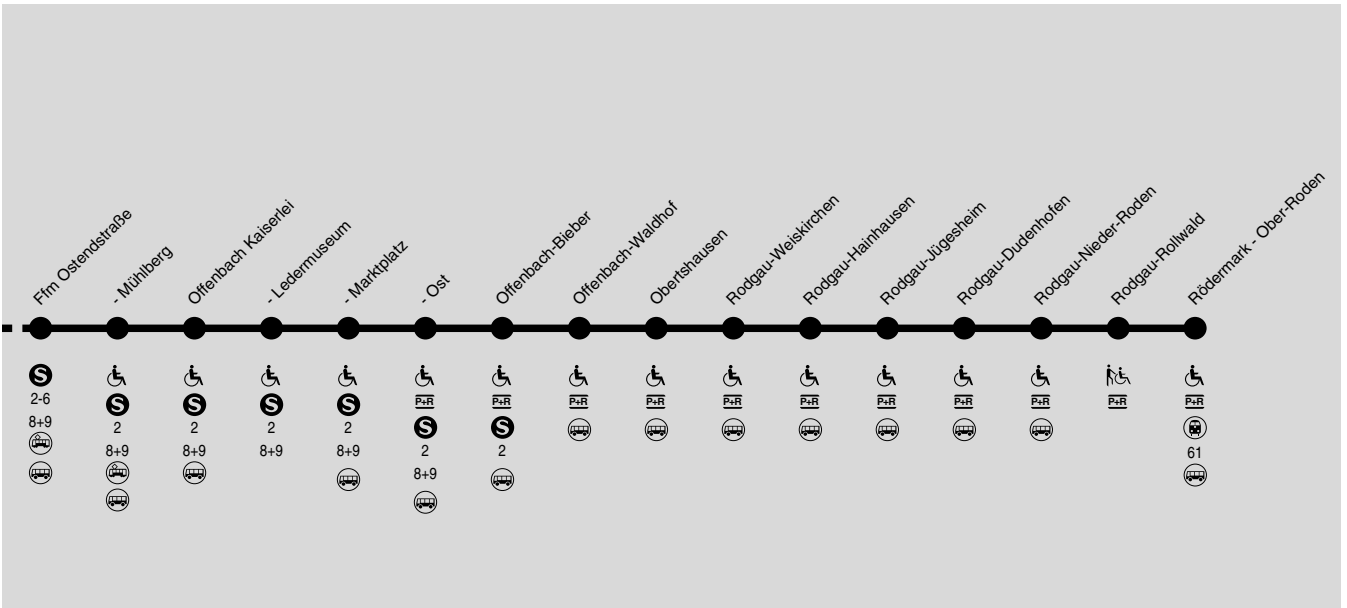 Ffm Ostendstraße
- Mühlberg
Offenbach Kaiserlei
- Ledermuseum
- Marktplatz
- Ost
Offenbach-Bieber
Offenbach-Waldhof
Obertshausen
Rodgau-Weiskirchen
Rodgau-Hainhausen
Rodgau-Jügesheim
Rodgau-Dudenhofen
Rodgau-Nieder-Roden
Rodgau-Rollwald
Rödermark - Ober-Roden
S
2-6
8+9
S
2
8+9
S
2
8+9
S
2
8+9
S
2
8+9
P+R
S
2
8+9
P+R
S
2
P+R
P+R
P+R
P+R
P+R
P+R
P+R
P+R
P+R
61